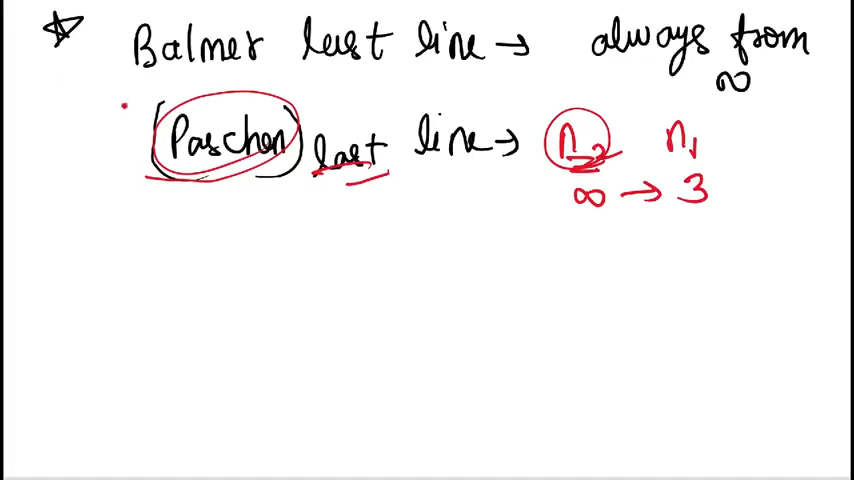 Balmer last line → always from
∞
(Paschen) last line → n₂ n₁
∞ → 3